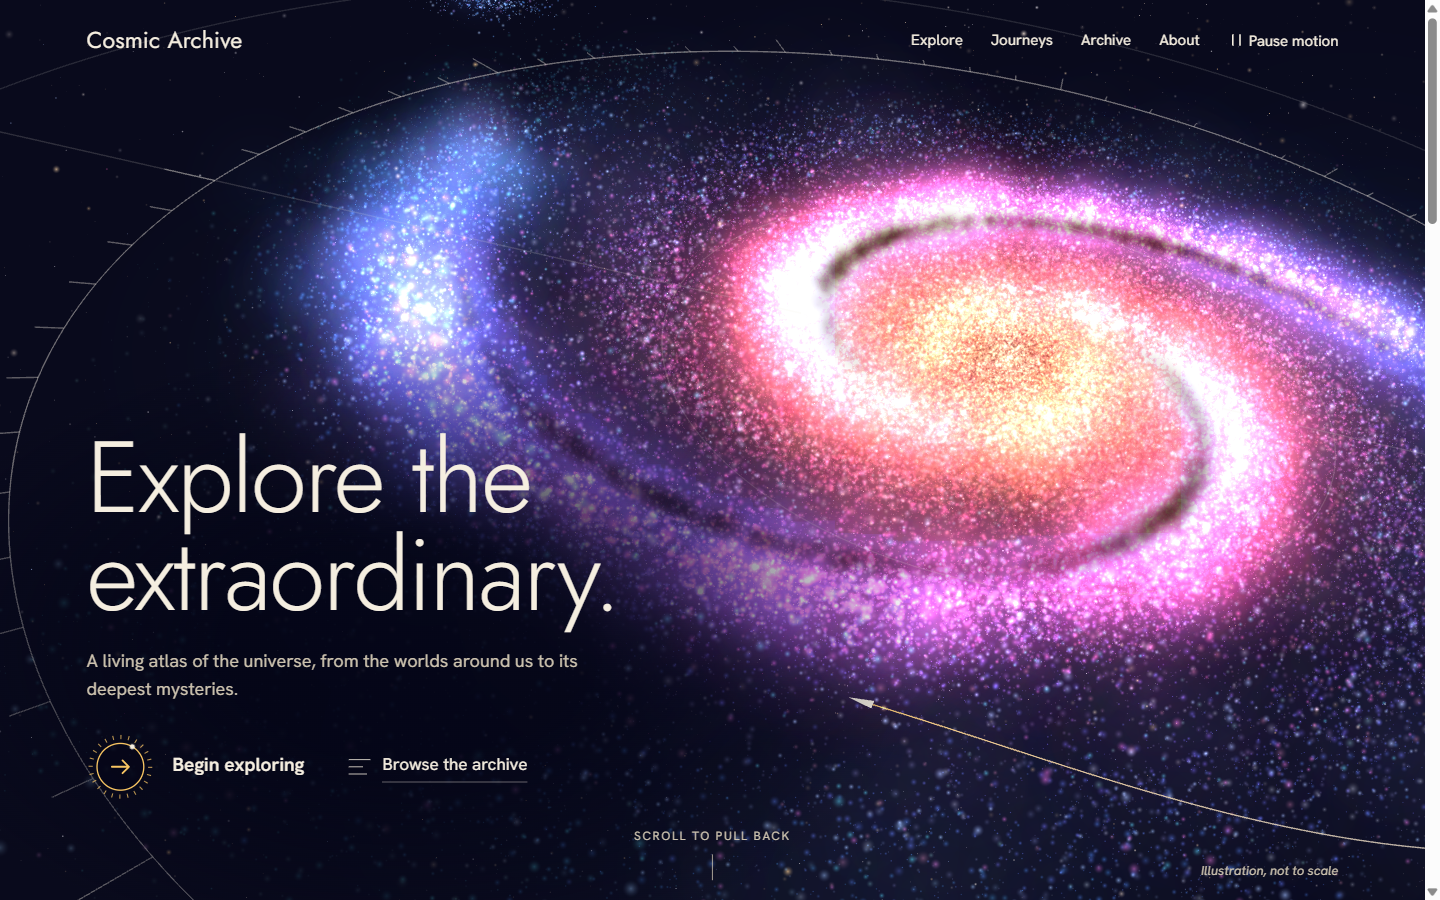 Cosmic Archive
Explore
Journeys
Archive
About
Pause motion
Explore the
extraordinary.
A living atlas of the universe, from the worlds around us to its
deepest mysteries.
Begin exploring
Browse the archive
SCROLL TO PULL BACK
Illustration, not to scale